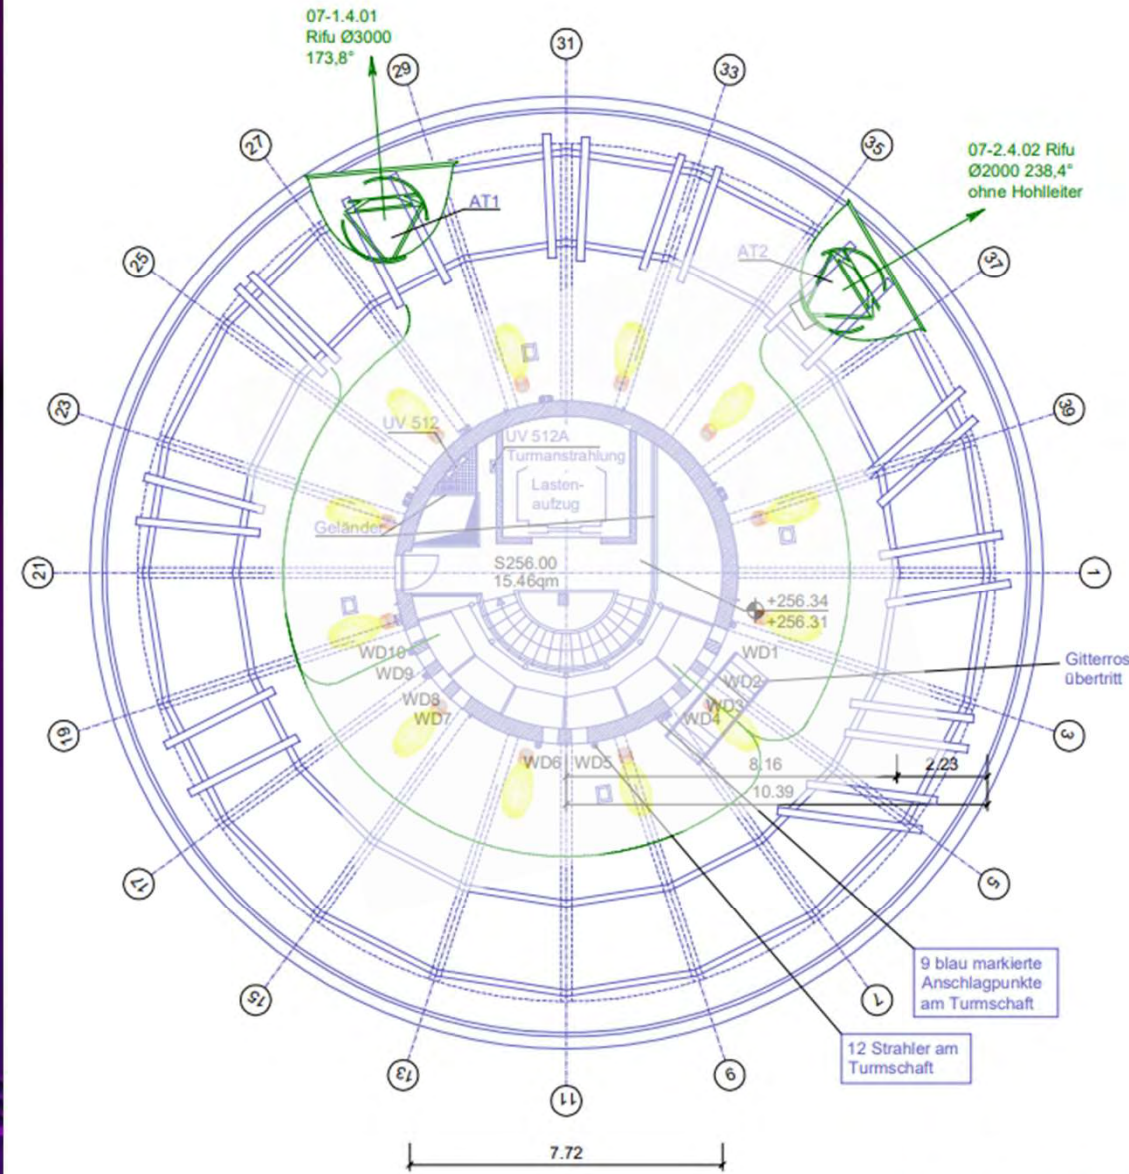 07-1.4.01
Rifu Ø3000
173,8°
31
29
33
27
35
07-2.4.02 Rifu
Ø2000 238,4°
ohne Hohlleiter
AT1
AT2
25
37
23
39
UV 512
UV 512A
Turmanstrahlung
Lasten-
aufzug
Geländer
S256.00
15.46qm
21
1
+256.34
+256.31
WD10
WD9
WD8
WD7
WD6
WD5
WD1
WD2
WD3
WD4
Gitterros
übertritt
19
3
8.16
2.23
10.39
17
5
15
7
9 blau markierte
Anschlagpunkte
am Turmschaft
13
11
9
12 Strahler am
Turmschaft
7.72